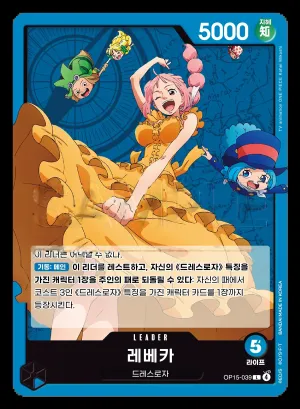 5000
지혜
知
이 리더는 어택할 수 없다.
기동: 메인 이 리더를 레스트하고, 자신의 《드레스로자》 특징을
가진 캐릭터 1장을 주인의 패로 되돌릴 수 있다: 자신의 패에서
코스트 3인 《드레스로자》 특징을 가진 캐릭터 카드를 1장까지
등장시킨다.
LEADER
레베카
드레스로자
5
라이프
OP15-039 L
BANDAI MADE IN KOREA